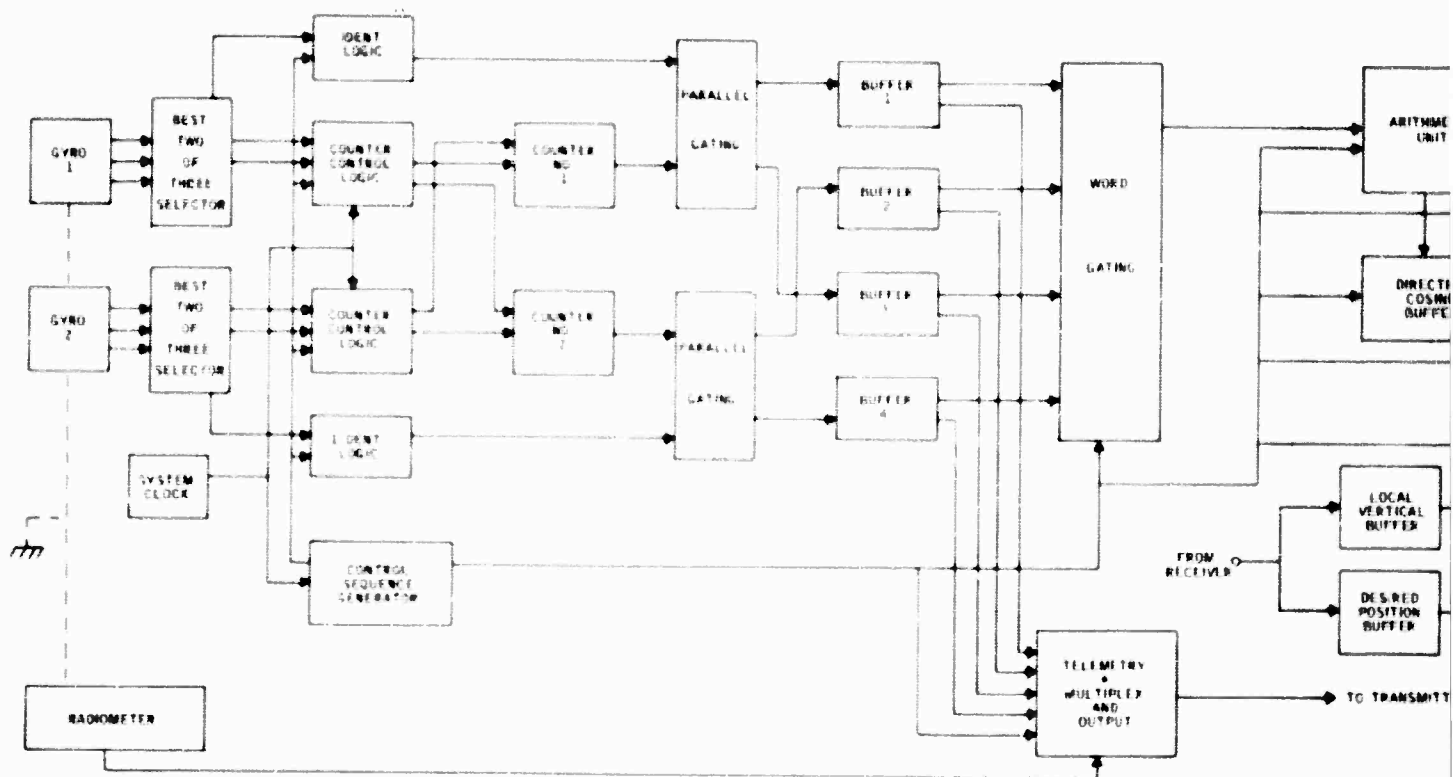 IDENT
LOGIC
GYRO
1
BEST
TWO
OF
THREE
SELECTOR
COUNTER
CONTROL
LOGIC
COUNTER
NO
1
PARALLEL
GATING
BUFFER
1
BUFFER
2
WORD
GATING
ARITHME
UNIT
GYRO
2
BEST
TWO
OF
THREE
SELECTOR
COUNTER
CONTROL
LOGIC
COUNTER
NO
2
PARALLEL
GATING
BUFFER
3
BUFFER
4
DIRECTI
COSIN
BUFFE
IDENT
LOGIC
SYSTEM
CLOCK
CONTROL
SEQUENCE
GENERATOR
FROM
RECEIVER
LOCAL
VERTICAL
BUFFER
DESIRED
POSITION
BUFFER
RADIOMETER
TELEMETRY
•
MULTIPLEX
AND
OUTPUT
TO TRANSMITT